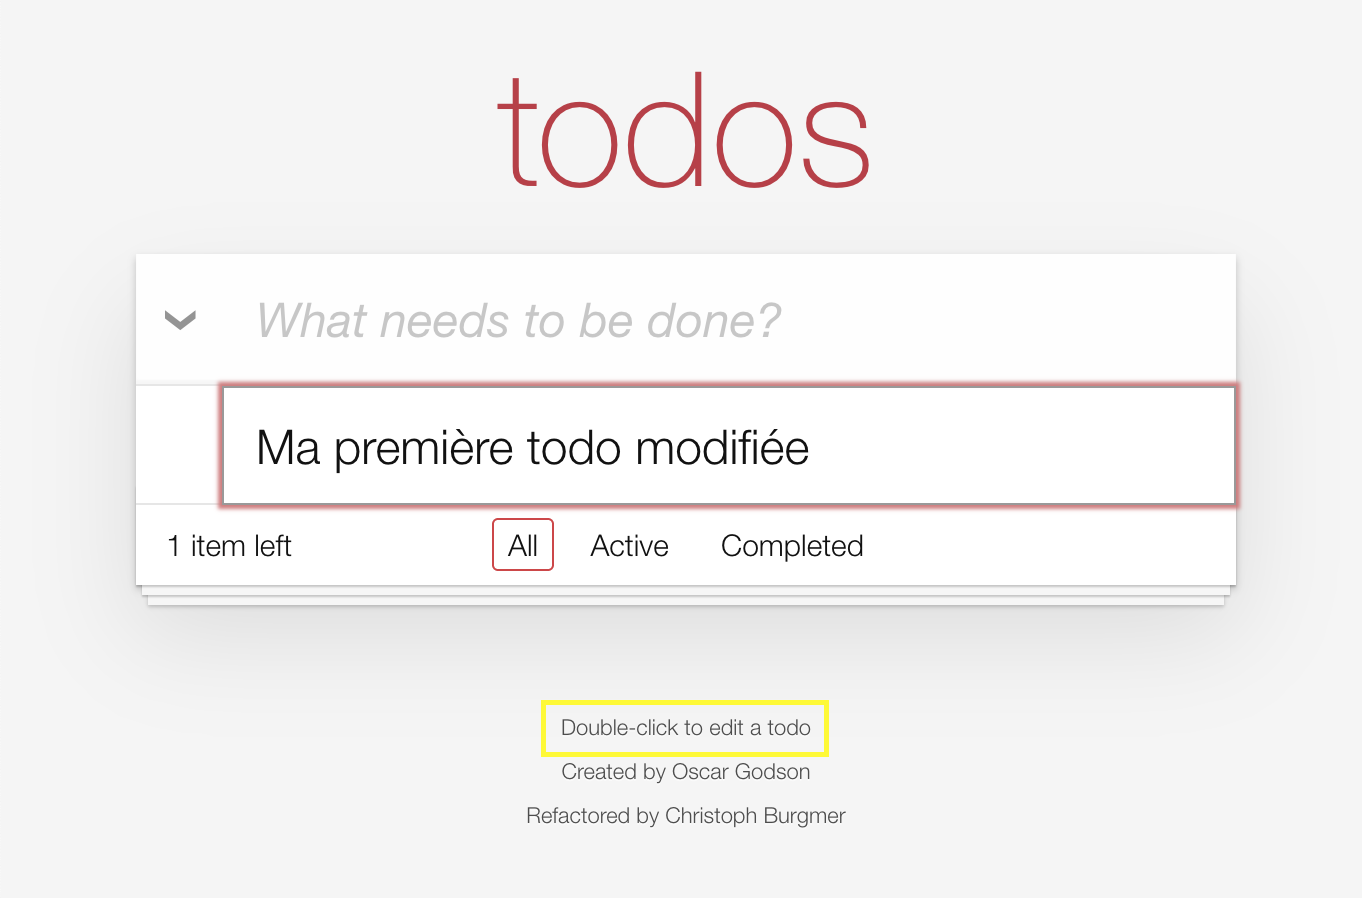 todos
What needs to be done?
Ma première todo modifiée
1 item left All Active Completed
Double-click to edit a todo
Created by Oscar Godson
Refactored by Christoph Burgmer